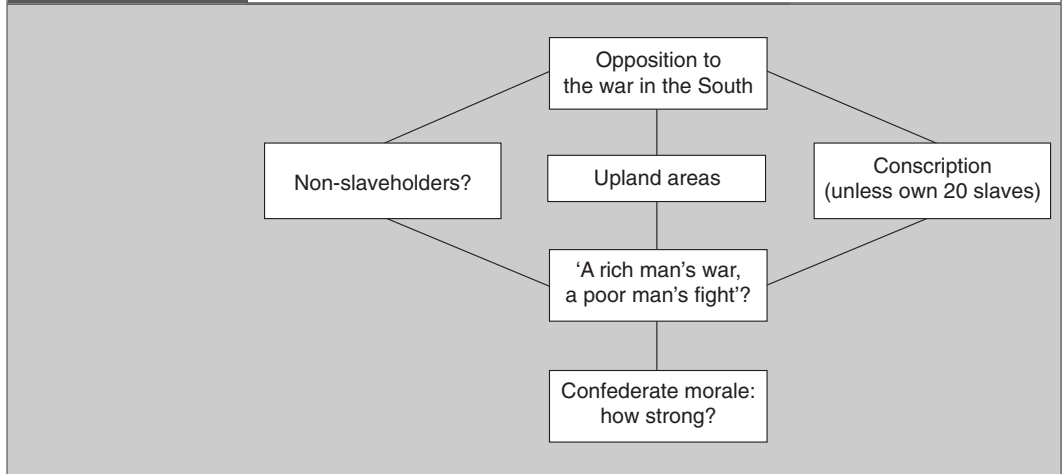 Opposition to
the war in the South
Non-slaveholders?
Upland areas
Conscription
(unless own 20 slaves)
‘A rich man’s war,
a poor man’s fight’?
Confederate morale:
how strong?